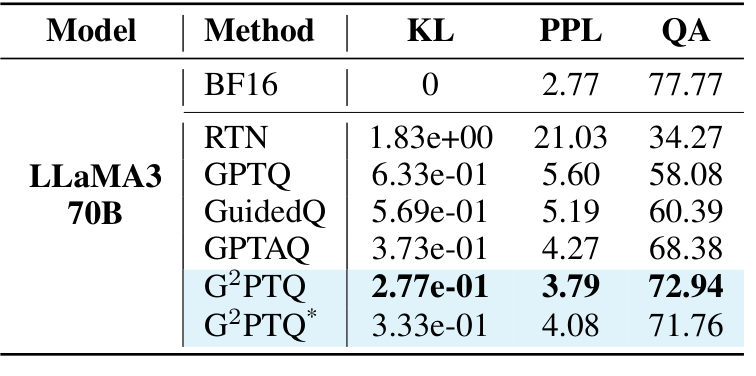 Model Method KL PPL QA
BF16 0 2.77 77.77
RTN 1.83e+00 21.03 34.27
LLaMA3 70B
GPTQ 6.33e-01 5.60 58.08
GuidedQ 5.69e-01 5.19 60.39
GPTAQ 3.73e-01 4.27 68.38
G²PTQ 2.77e-01 3.79 72.94
G²PTQ* 3.33e-01 4.08 71.76